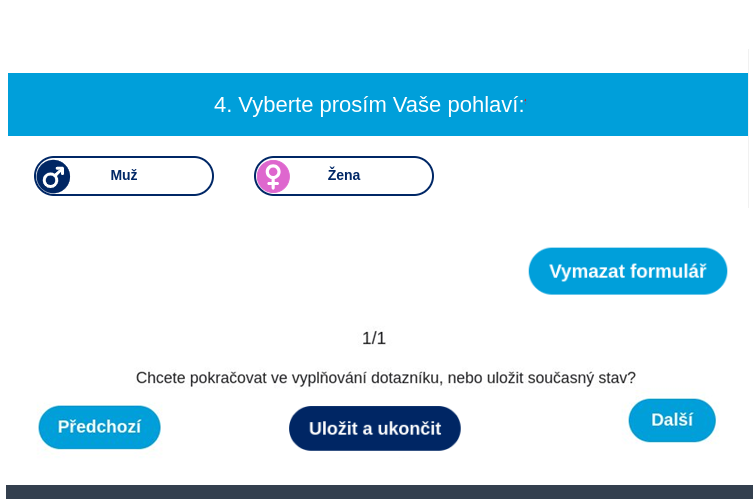 4. Vyberte prosím Vaše pohlaví:
Muž
Žena
Vymazat formulář
1/1
Chcete pokračovat ve vyplňování dotazníku, nebo uložit současný stav?
Předchozí
Uložit a ukončit
Další